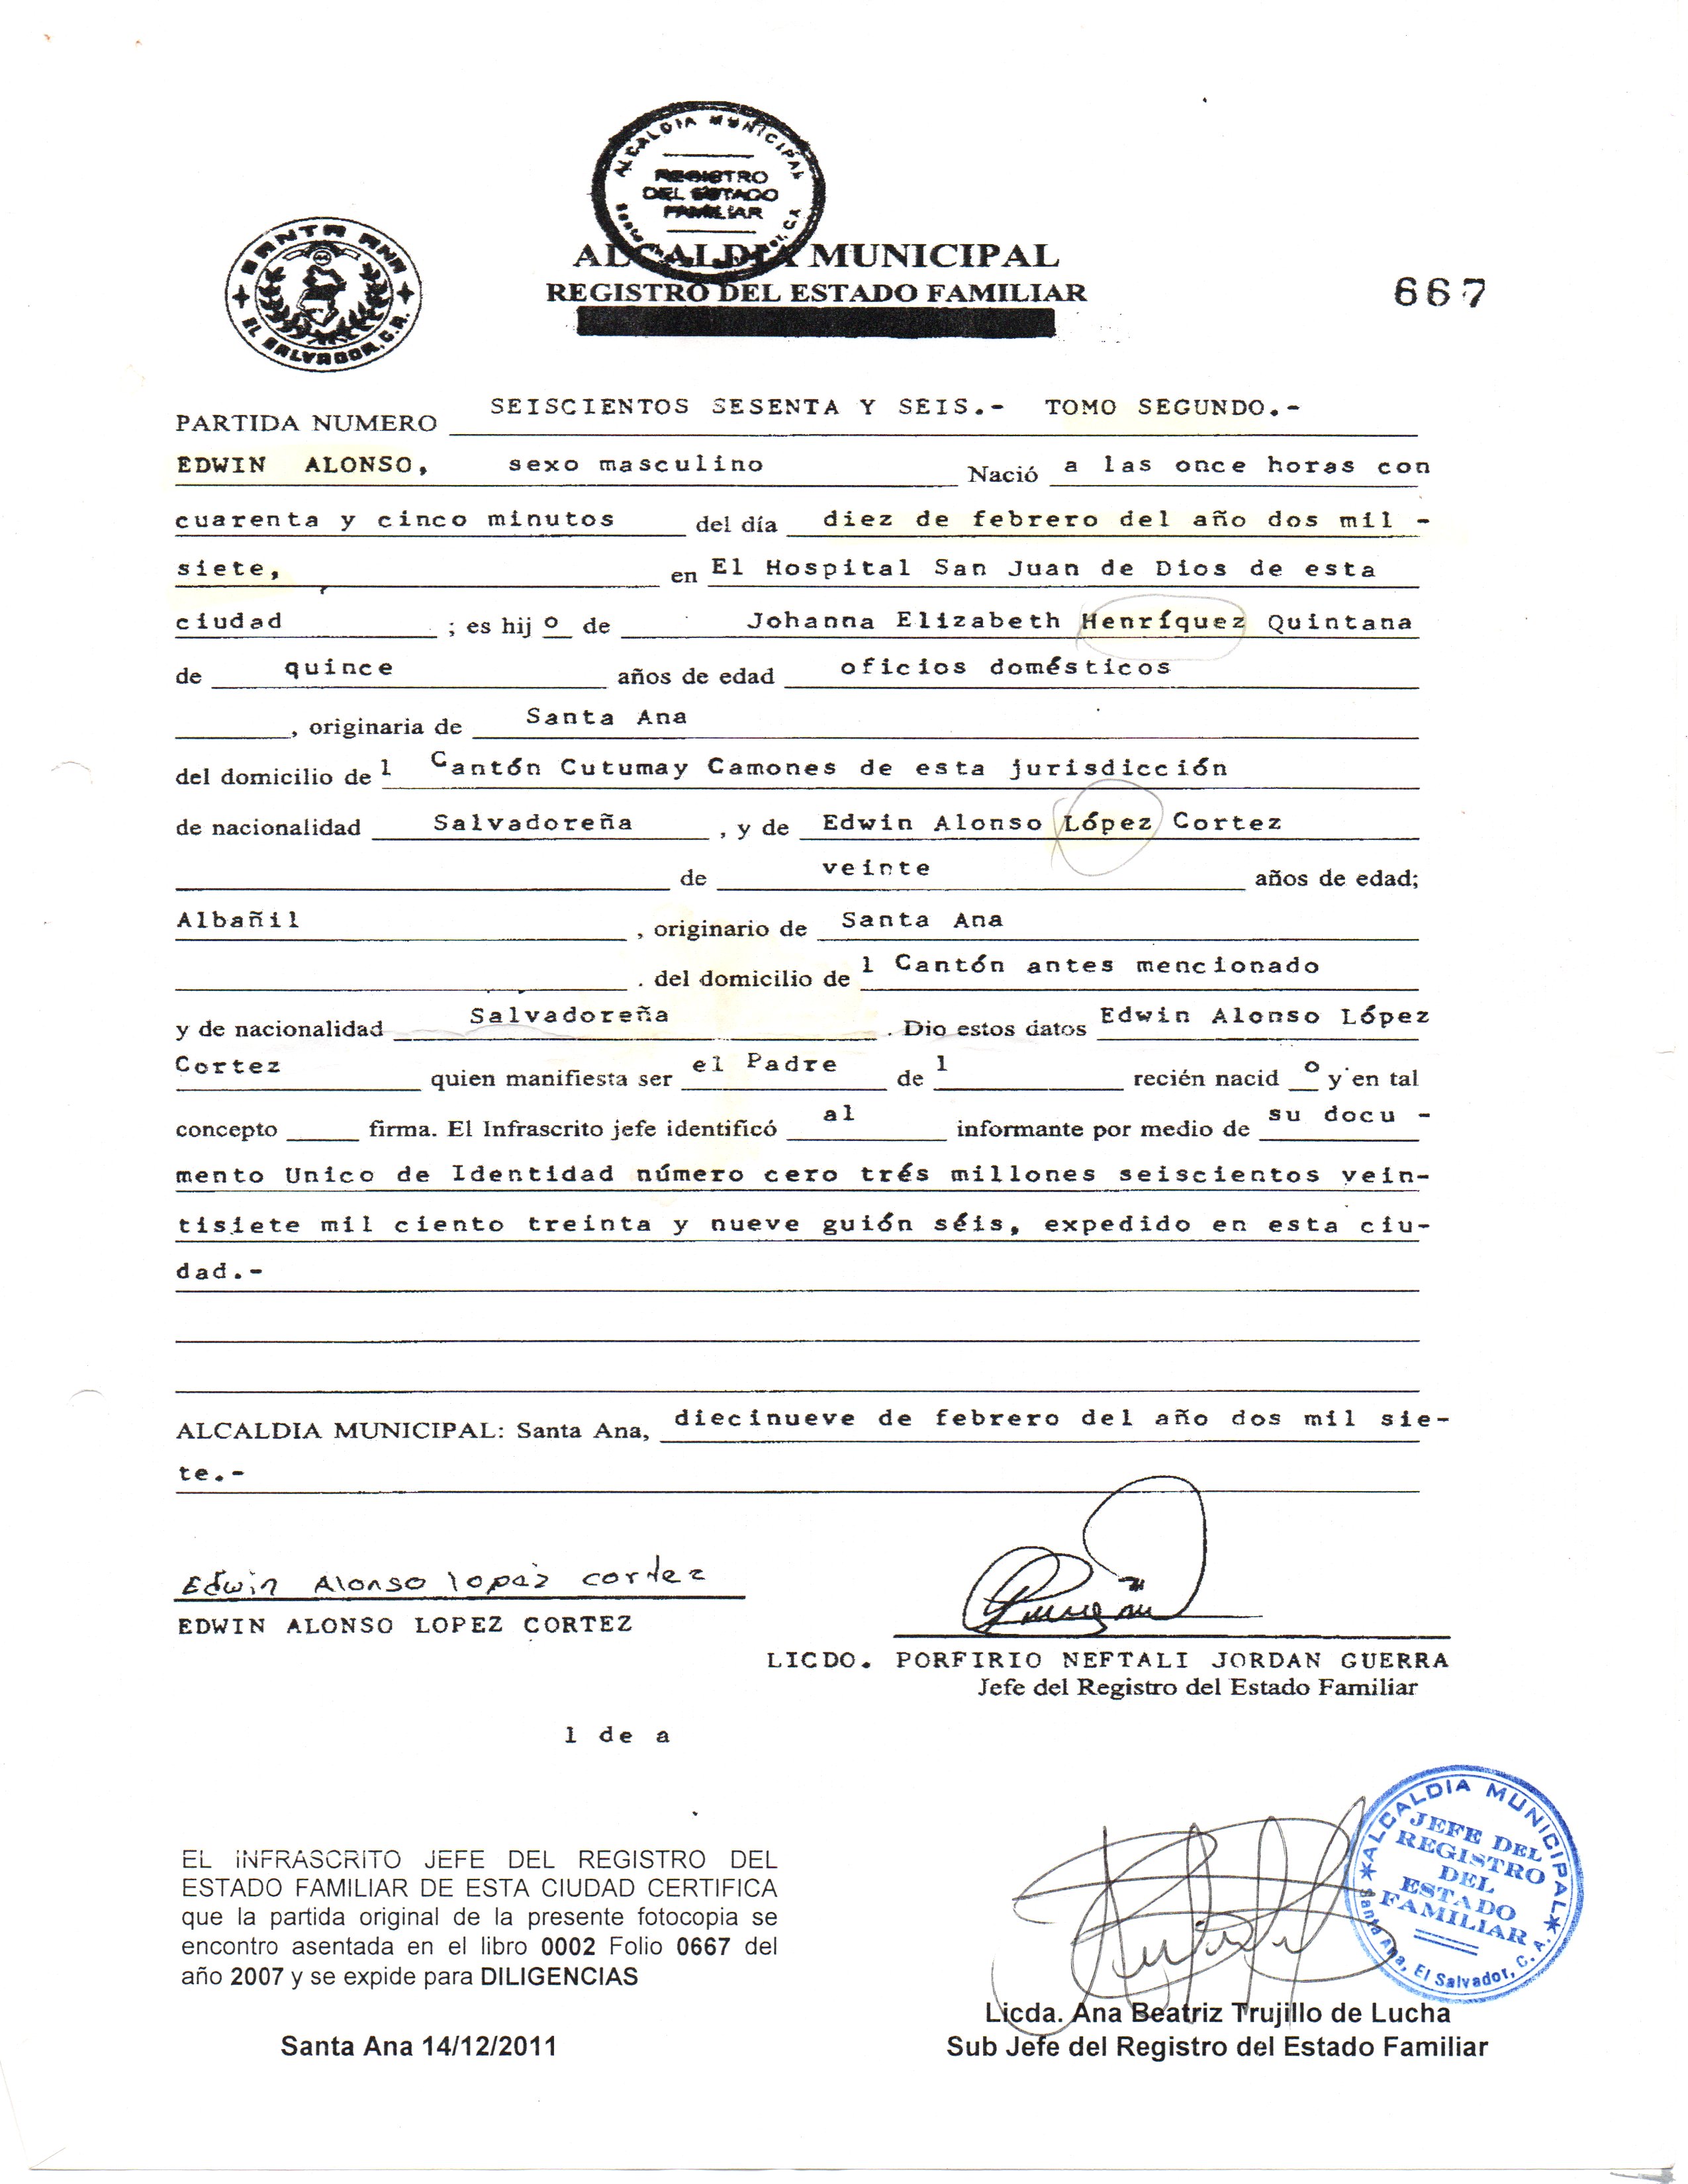 ALCALDIA MUNICIPAL
REGISTRO
DEL ESTADO
FAMILIAR
SANTA ANA
EL SALVADOR, C.A.
ALCALDIA MUNICIPAL
REGISTRO DEL ESTADO FAMILIAR
667
PARTIDA NUMERO SEISCIENTOS SESENTA Y SEIS.- TOMO SEGUNDO.-
EDWIN ALONSO, sexo masculino Nació a las once horas con
cuarenta y cinco minutos del día diez de febrero del año dos mil -
siete, en El Hospital San Juan de Dios de esta
ciudad ; es hij o de Johanna Elizabeth Henríquez Quintana
de quince años de edad oficios domésticos
, originaria de Santa Ana
del domicilio de l Cantón Cutumay Camones de esta jurisdicción
de nacionalidad Salvadoreña , y de Edwin Alonso López Cortez
de veinte años de edad;
Albañil , originario de Santa Ana
. del domicilio de l Cantón antes mencionado
y de nacionalidad Salvadoreña . Dio estos datos Edwin Alonso López
Cortez quien manifiesta ser el Padre de l recién nacid o y en tal
concepto firma. El Infrascrito jefe identificó al informante por medio de su docu -
mento Unico de Identidad número cero trés millones seiscientos vein-
tisiete mil ciento treinta y nueve guión séis, expedido en esta ciu-
dad.-
ALCALDIA MUNICIPAL: Santa Ana, diecinueve de febrero del año dos mil sie-
te.-
Edwin Alonso lopez cortez
EDWIN ALONSO LOPEZ CORTEZ
LICDO. PORFIRIO NEFTALI JORDAN GUERRA
Jefe del Registro del Estado Familiar
1 de a
EL INFRASCRITO JEFE DEL REGISTRO DEL
ESTADO FAMILIAR DE ESTA CIUDAD CERTIFICA
que la partida original de la presente fotocopia se
encontro asentada en el libro 0002 Folio 0667 del
año 2007 y se expide para DILIGENCIAS
Santa Ana 14/12/2011
ALCALDIA MUNICIPAL
JEFE DEL
REGISTRO
DEL
ESTADO
FAMILIAR
Santa Ana, El Salvador, C. A.
Licda. Ana Beatriz Trujillo de Lucha
Sub Jefe del Registro del Estado Familiar